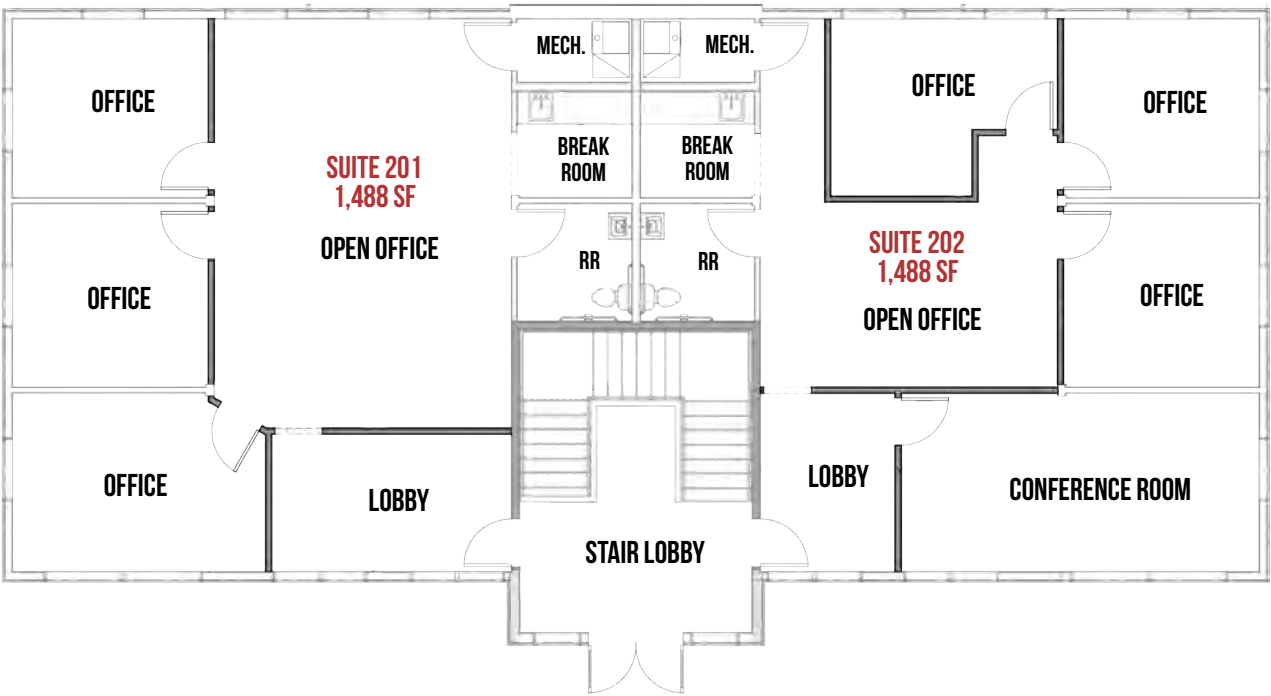 MECH.
MECH.
OFFICE
OFFICE
OFFICE
BREAK
ROOM
BREAK
ROOM
SUITE 201
1,488 SF
OPEN OFFICE
SUITE 202
1,488 SF
OPEN OFFICE
RR
RR
OFFICE
OFFICE
OFFICE
LOBBY
STAIR LOBBY
LOBBY
CONFERENCE ROOM